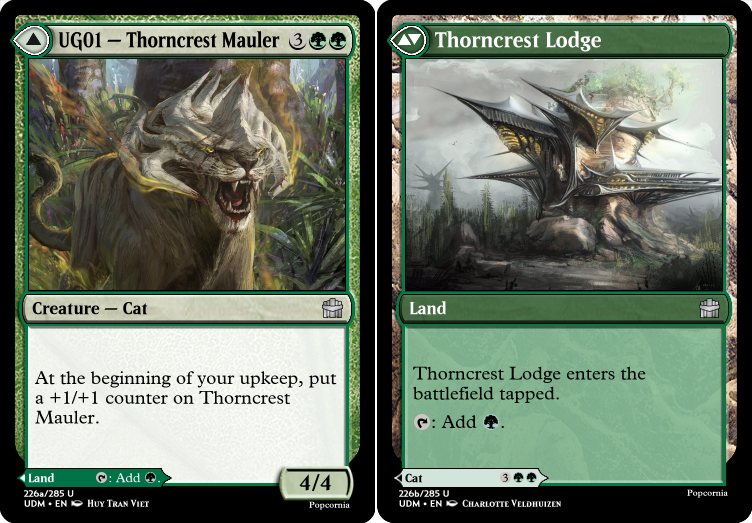 UG01 — Thorncrest Mauler 3
Creature — Cat
At the beginning of your upkeep, put
a +1/+1 counter on Thorncrest
Mauler.
Land : Add .
4/4
226a/285 U
UDM • EN HUY TRAN VIET
Popcornia
Thorncrest Lodge
Land
Thorncrest Lodge enters the
battlefield tapped.
: Add .
Cat 3
226b/285 U
UDM • EN CHARLOTTE VELDHUIZEN
Popcornia